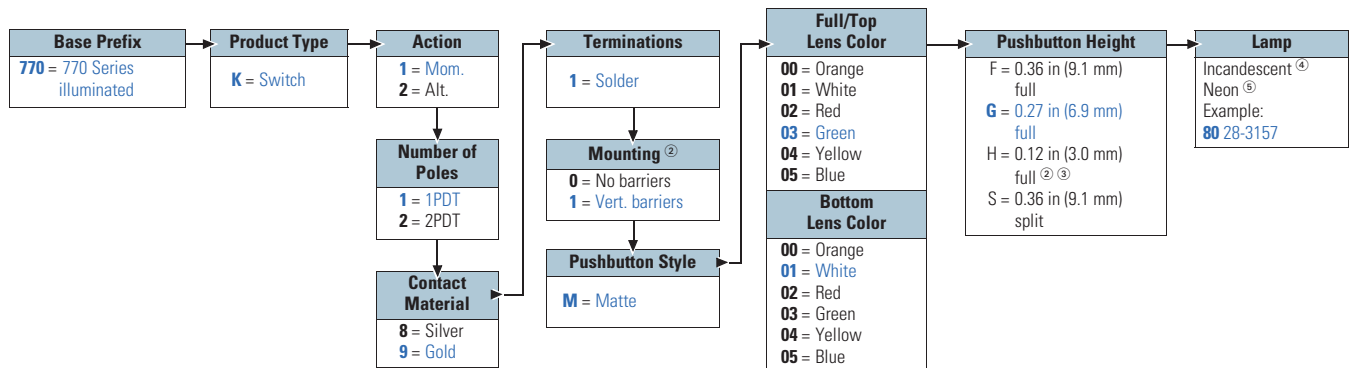 Base Prefix
770 = 770 Series
illuminated
Product Type
K = Switch
Action
1 = Mom.
2 = Alt.
Number of
Poles
1 = 1PDT
2 = 2PDT
Contact
Material
8 = Silver
9 = Gold
Terminations
1 = Solder
Mounting ②
0 = No barriers
1 = Vert. barriers
Pushbutton Style
M = Matte
Full/Top
Lens Color
00 = Orange
01 = White
02 = Red
03 = Green
04 = Yellow
05 = Blue
Bottom
Lens Color
00 = Orange
01 = White
02 = Red
03 = Green
04 = Yellow
05 = Blue
Pushbutton Height
F = 0.36 in (9.1 mm)
full
G = 0.27 in (6.9 mm)
full
H = 0.12 in (3.0 mm)
full ② ③
S = 0.36 in (9.1 mm)
split
Lamp
Incandescent ④
Neon ⑤
Example:
80 28-3157